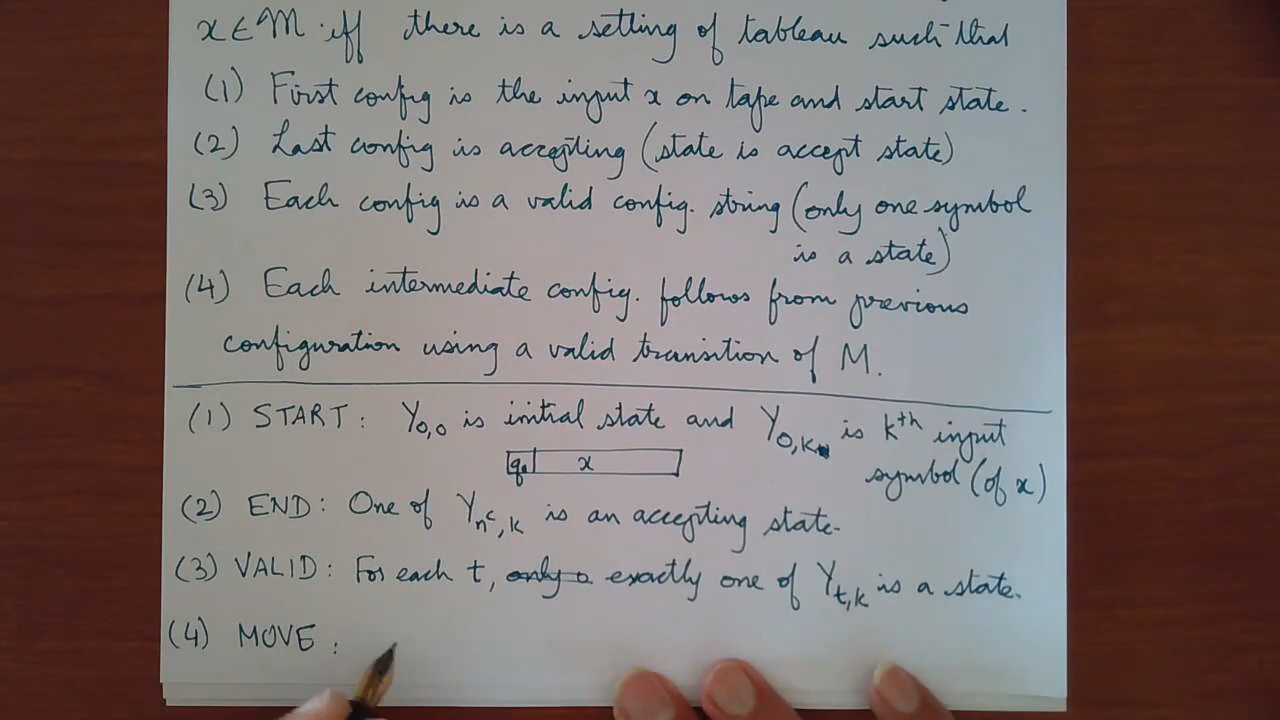 x ∈ M iff there is a setting of tableau such that
(1) First config is the input x on tape and start state.
(2) Last config is accepting (state is accept state)
(3) Each config is a valid config. string (only one symbol
is a state)
(4) Each intermediate config. follows from previous
configuration using a valid transition of M.
(1) START: Y₀,₀ is initial state and Y₀,ₖ is kᵗʰ input
symbol (of x)
q₀ x
(2) END: One of Y_{n^c, k} is an accepting state.
(3) VALID: For each t, exactly one of Y_{t,k} is a state.
(4) MOVE: